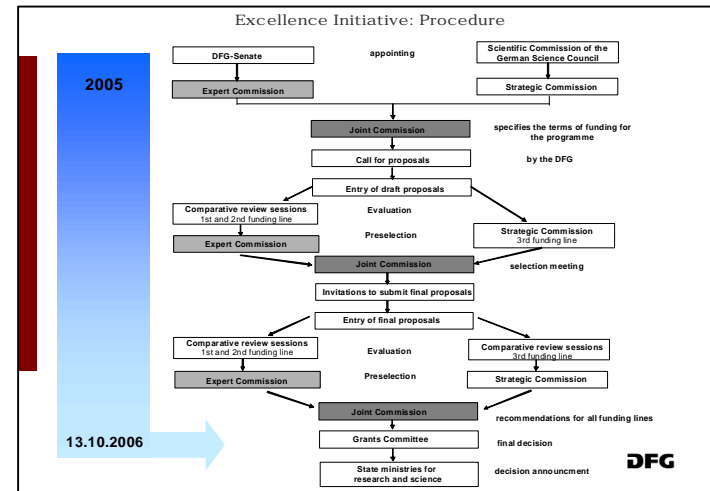 Excellence Initiative: Procedure
DFG-Senate
appointing
Scientific Commission of the
German Science Council
2005
Expert Commission
Strategic Commission
Joint Commission
specifies the terms of funding for
the programme
Call for proposals
by the DFG
Entry of draft proposals
Comparative review sessions
1st and 2nd funding line
Evaluation
Strategic Commission
3rd funding line
Expert Commission
Preselection
Joint Commission
selection meeting
Invitations to submit final proposals
Entry of final proposals
Comparative review sessions
1st and 2nd funding line
Evaluation
Comparative review sessions
3rd funding line
Expert Commission
Preselection
Strategic Commission
Joint Commission
recommendations for all funding lines
13.10.2006
Grants Committee
final decision
State ministries for
research and science
decision announcment
DFG